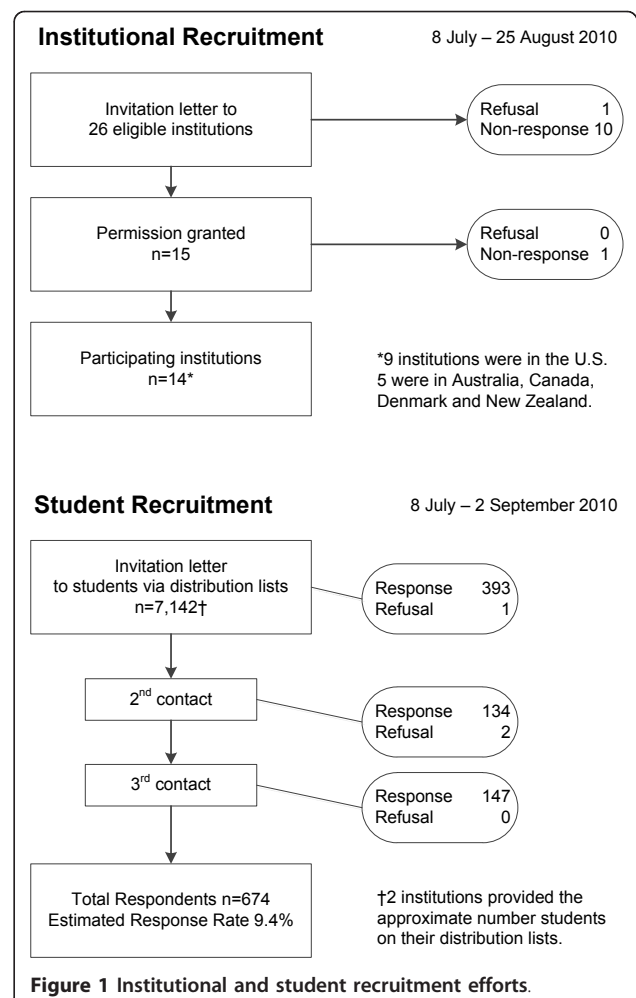 Institutional Recruitment 8 July – 25 August 2010
Invitation letter to
26 eligible institutions
Refusal 1
Non-response 10
Permission granted
n=15
Refusal 0
Non-response 1
Participating institutions
n=14*
*9 institutions were in the U.S.
5 were in Australia, Canada,
Denmark and New Zealand.
Student Recruitment 8 July – 2 September 2010
Invitation letter
to students via distribution lists
n=7,142†
Response 393
Refusal 1
2nd contact
Response 134
Refusal 2
3rd contact
Response 147
Refusal 0
Total Respondents n=674
Estimated Response Rate 9.4%
†2 institutions provided the
approximate number students
on their distribution lists.
Figure 1 Institutional and student recruitment efforts.